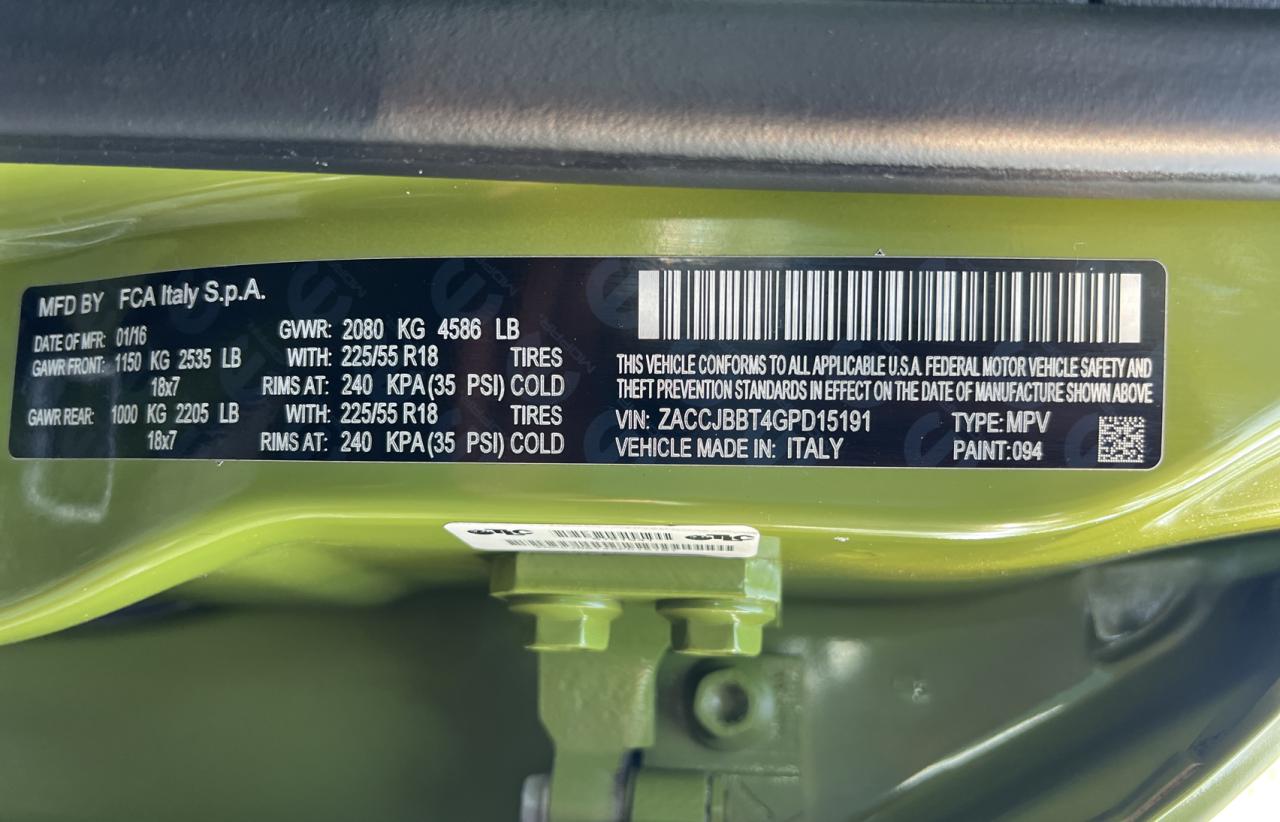 MFD BY FCA Italy S.p.A.
DATE OF MFR: 01/16 GVWR: 2080 KG 4586 LB
GAWR FRONT: 1150 KG 2535 LB WITH: 225/55 R18 TIRES
18x7 RIMS AT: 240 KPA(35 PSI) COLD
GAWR REAR: 1000 KG 2205 LB WITH: 225/55 R18 TIRES
18x7 RIMS AT: 240 KPA(35 PSI) COLD
THIS VEHICLE CONFORMS TO ALL APPLICABLE U.S.A. FEDERAL MOTOR VEHICLE SAFETY AND
THEFT PREVENTION STANDARDS IN EFFECT ON THE DATE OF MANUFACTURE SHOWN ABOVE
VIN: ZACCJBBT4GPD15191 TYPE: MPV
VEHICLE MADE IN: ITALY PAINT: 094